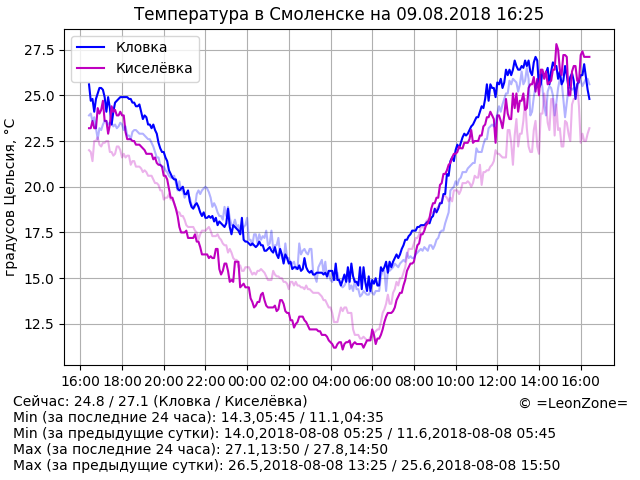 Температура в Смоленске на 09.08.2018 16:25
градусов Цельсия, °C
27.5
25.0
22.5
20.0
17.5
15.0
12.5
Кловка
Киселёвка
16:00 18:00 20:00 22:00 00:00 02:00 04:00 06:00 08:00 10:00 12:00 14:00 16:00
Сейчас: 24.8 / 27.1 (Кловка / Киселёвка)
© =LeonZone=
Min (за последние 24 часа): 14.3,05:45 / 11.1,04:35
Min (за предыдущие сутки): 14.0,2018-08-08 05:25 / 11.6,2018-08-08 05:45
Max (за последние 24 часа): 27.1,13:50 / 27.8,14:50
Max (за предыдущие сутки): 26.5,2018-08-08 13:25 / 25.6,2018-08-08 15:50